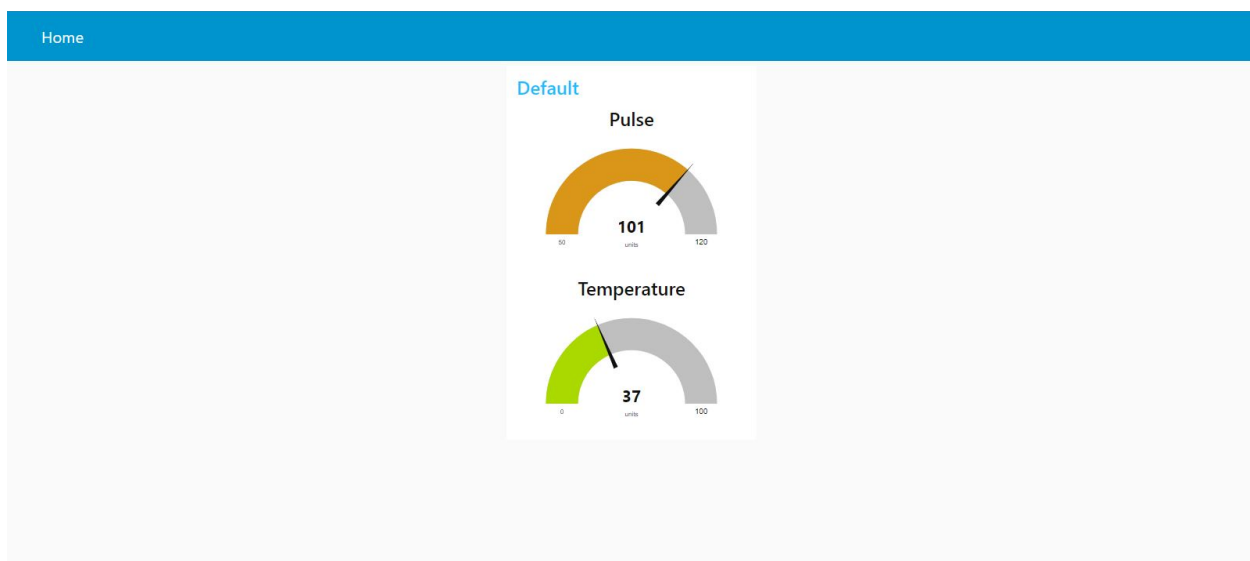 Home
Default
Pulse
101
50 units 120
Temperature
37
0 units 100